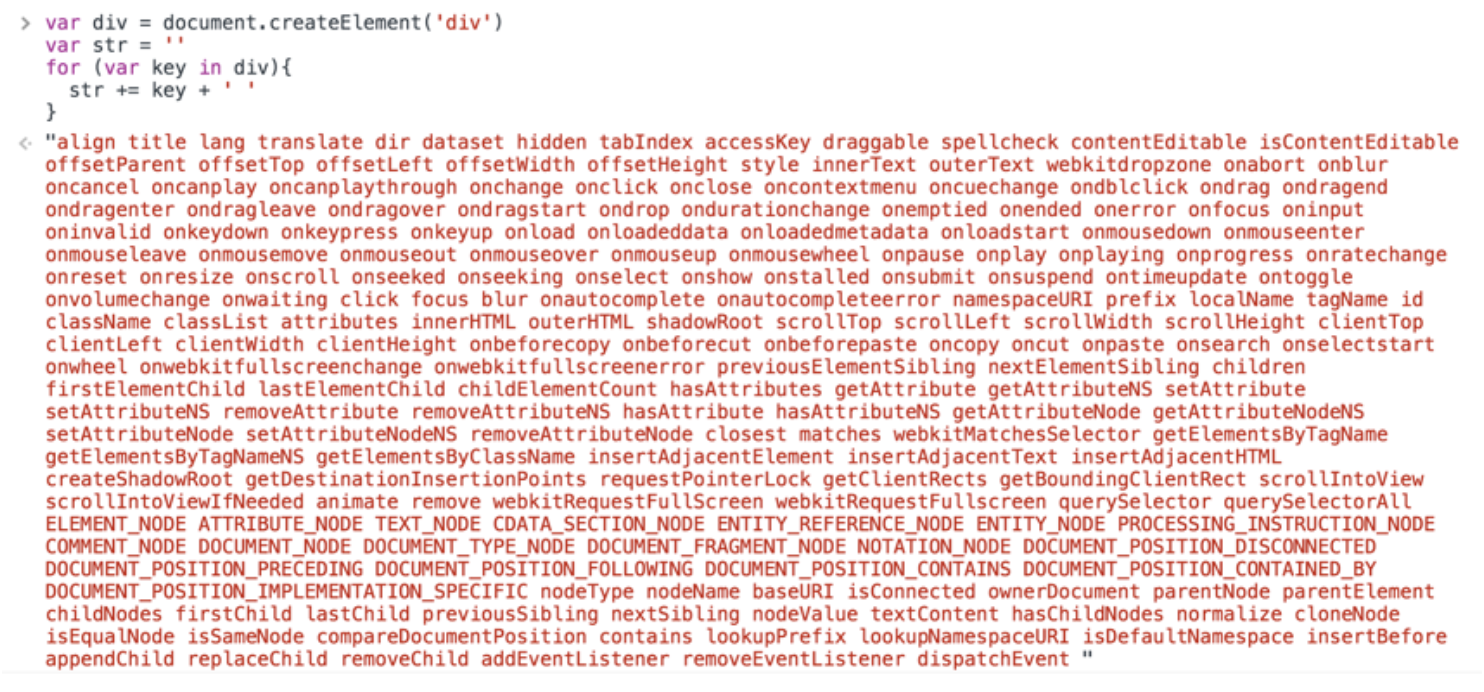 > var div = document.createElement('div')
var str = ''
for (var key in div){
  str += key + ' '
}
"align title lang translate dir dataset hidden tabIndex accessKey draggable spellcheck contentEditable isContentEditable
offsetParent offsetTop offsetLeft offsetWidth offsetHeight style innerText outerText webkitdropzone onabort onblur
oncancel oncanplay oncanplaythrough onchange onclick onclose oncontextmenu oncuechange ondblclick ondrag ondragend
ondragenter ondragleave ondragover ondragstart ondrop ondurationchange onemptied onended onerror onfocus oninput
oninvalid onkeydown onkeypress onkeyup onload onloadeddata onloadedmetadata onloadstart onmousedown onmouseenter
onmouseleave onmousemove onmouseout onmouseover onmouseup onmousewheel onpause onplay onplaying onprogress onratechange
onreset onresize onscroll onseeked onseeking onselect onshow onstalled onsubmit onsuspend ontimeupdate ontoggle
onvolumechange onwaiting click focus blur onautocomplete onautocompleteerror namespaceURI prefix localName tagName id
className classList attributes innerHTML outerHTML shadowRoot scrollTop scrollLeft scrollWidth scrollHeight clientTop
clientLeft clientWidth clientHeight onbeforecopy onbeforecut onbeforepaste oncopy oncut onpaste onsearch onselectstart
onwheel onwebkitfullscreenchange onwebkitfullscreenerror previousElementSibling nextElementSibling children
firstElementChild lastElementChild childElementCount hasAttributes getAttribute getAttributeNS setAttribute
setAttributeNS removeAttribute removeAttributeNS hasAttribute hasAttributeNS getAttributeNode getAttributeNodeNS
setAttributeNode setAttributeNodeNS removeAttributeNode closest matches webkitMatchesSelector getElementsByTagName
getElementsByTagNameNS getElementsByClassName insertAdjacentElement insertAdjacentText insertAdjacentHTML
createShadowRoot getDestinationInsertionPoints requestPointerLock getClientRects getBoundingClientRect scrollIntoView
scrollIntoViewIfNeeded animate remove webkitRequestFullScreen webkitRequestFullscreen querySelector querySelectorAll
ELEMENT_NODE ATTRIBUTE_NODE TEXT_NODE CDATA_SECTION_NODE ENTITY_REFERENCE_NODE ENTITY_NODE PROCESSING_INSTRUCTION_NODE
COMMENT_NODE DOCUMENT_NODE DOCUMENT_TYPE_NODE DOCUMENT_FRAGMENT_NODE NOTATION_NODE DOCUMENT_POSITION_DISCONNECTED
DOCUMENT_POSITION_PRECEDING DOCUMENT_POSITION_FOLLOWING DOCUMENT_POSITION_CONTAINS DOCUMENT_POSITION_CONTAINED_BY
DOCUMENT_POSITION_IMPLEMENTATION_SPECIFIC nodeType nodeName baseURI isConnected ownerDocument parentNode parentElement
childNodes firstChild lastChild previousSibling nextSibling nodeValue textContent hasChildNodes normalize cloneNode
isEqualNode isSameNode compareDocumentPosition contains lookupPrefix lookupNamespaceURI isDefaultNamespace insertBefore
appendChild replaceChild removeChild addEventListener removeEventListener dispatchEvent "